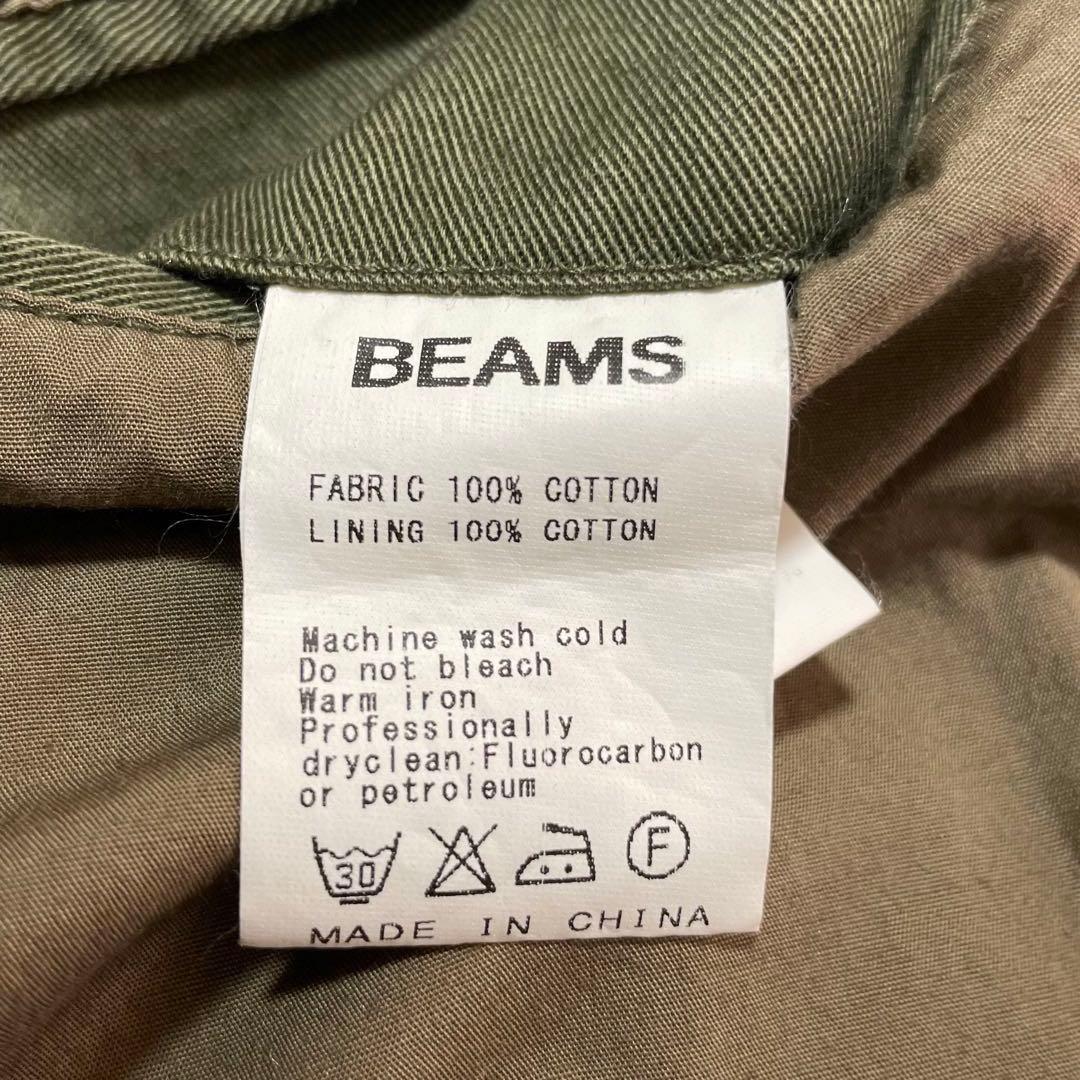 BEAMS
FABRIC 100% COTTON
LINING 100% COTTON
Machine wash cold
Do not bleach
Warm iron
Professionally
dryclean:Fluorocarbon
or petroleum
30
F
MADE IN CHINA